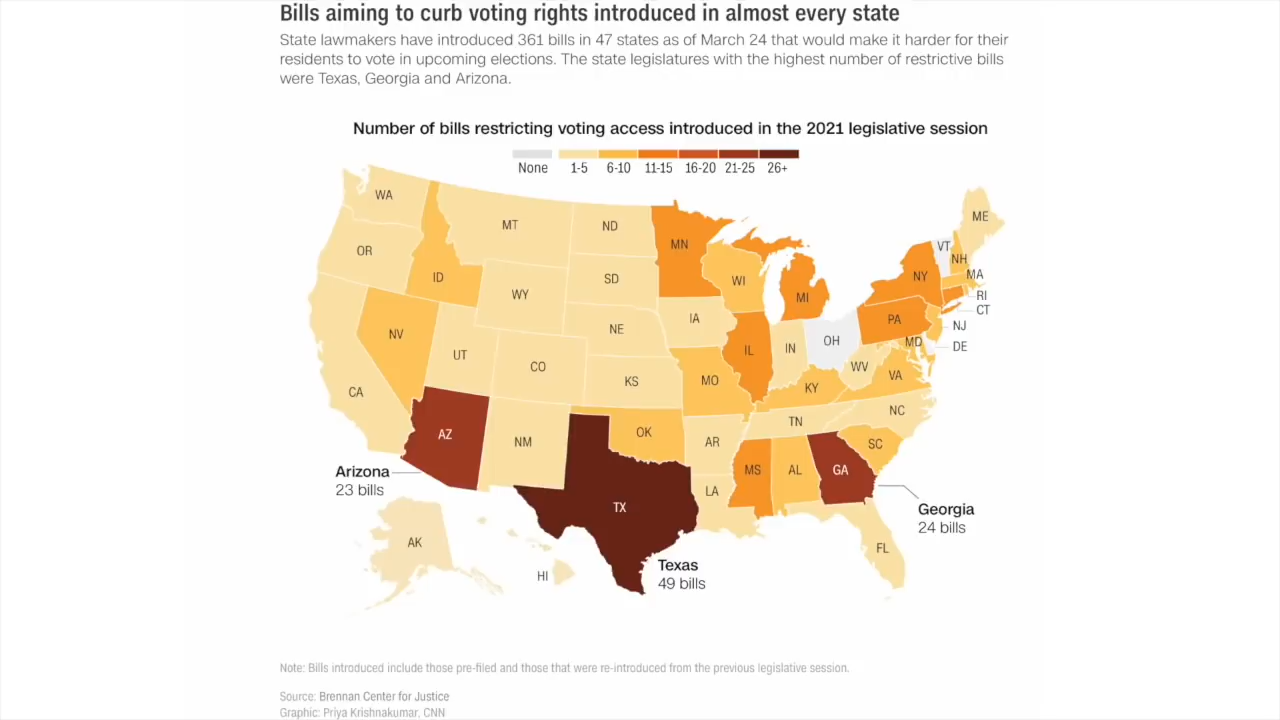 Bills aiming to curb voting rights introduced in almost every state
State lawmakers have introduced 361 bills in 47 states as of March 24 that would make it harder for their
residents to vote in upcoming elections. The state legislatures with the highest number of restrictive bills
were Texas, Georgia and Arizona.
Number of bills restricting voting access introduced in the 2021 legislative session
None 1-5 6-10 11-15 16-20 21-25 26+
WA
MT
ND
MN
ME
OR
ID
SD
WI
MI
NY
VT
NH
MA
WY
RI
CT
IA
PA
NJ
NV
NE
OH
MD
DE
UT
CO
IL
IN
WV
VA
CA
KS
MO
KY
NC
AZ
NM
OK
AR
TN
SC
MS
AL
GA
LA
TX
Arizona
23 bills
Georgia
24 bills
AK
HI
FL
Texas
49 bills
Note: Bills introduced include those pre-filed and those that were re-introduced from the previous legislative session.
Source: Brennan Center for Justice
Graphic: Priya Krishnakumar, CNN